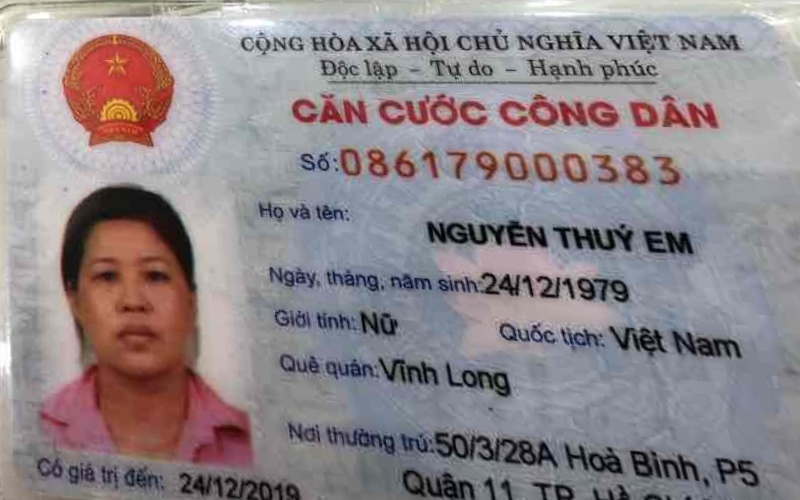 CỘNG HÒA XÃ HỘI CHỦ NGHĨA VIỆT NAM
Độc lập – Tự do – Hạnh phúc
CĂN CƯỚC CÔNG DÂN
Số: 086179000383
Họ và tên:
NGUYỄN THUÝ EM
Ngày, tháng, năm sinh: 24/12/1979
Giới tính: Nữ Quốc tịch: Việt Nam
Quê quán: Vĩnh Long
Nơi thường trú: 50/3/28A Hoà Bình, P5
Quận 11, TP.
Có giá trị đến: 24/12/2019